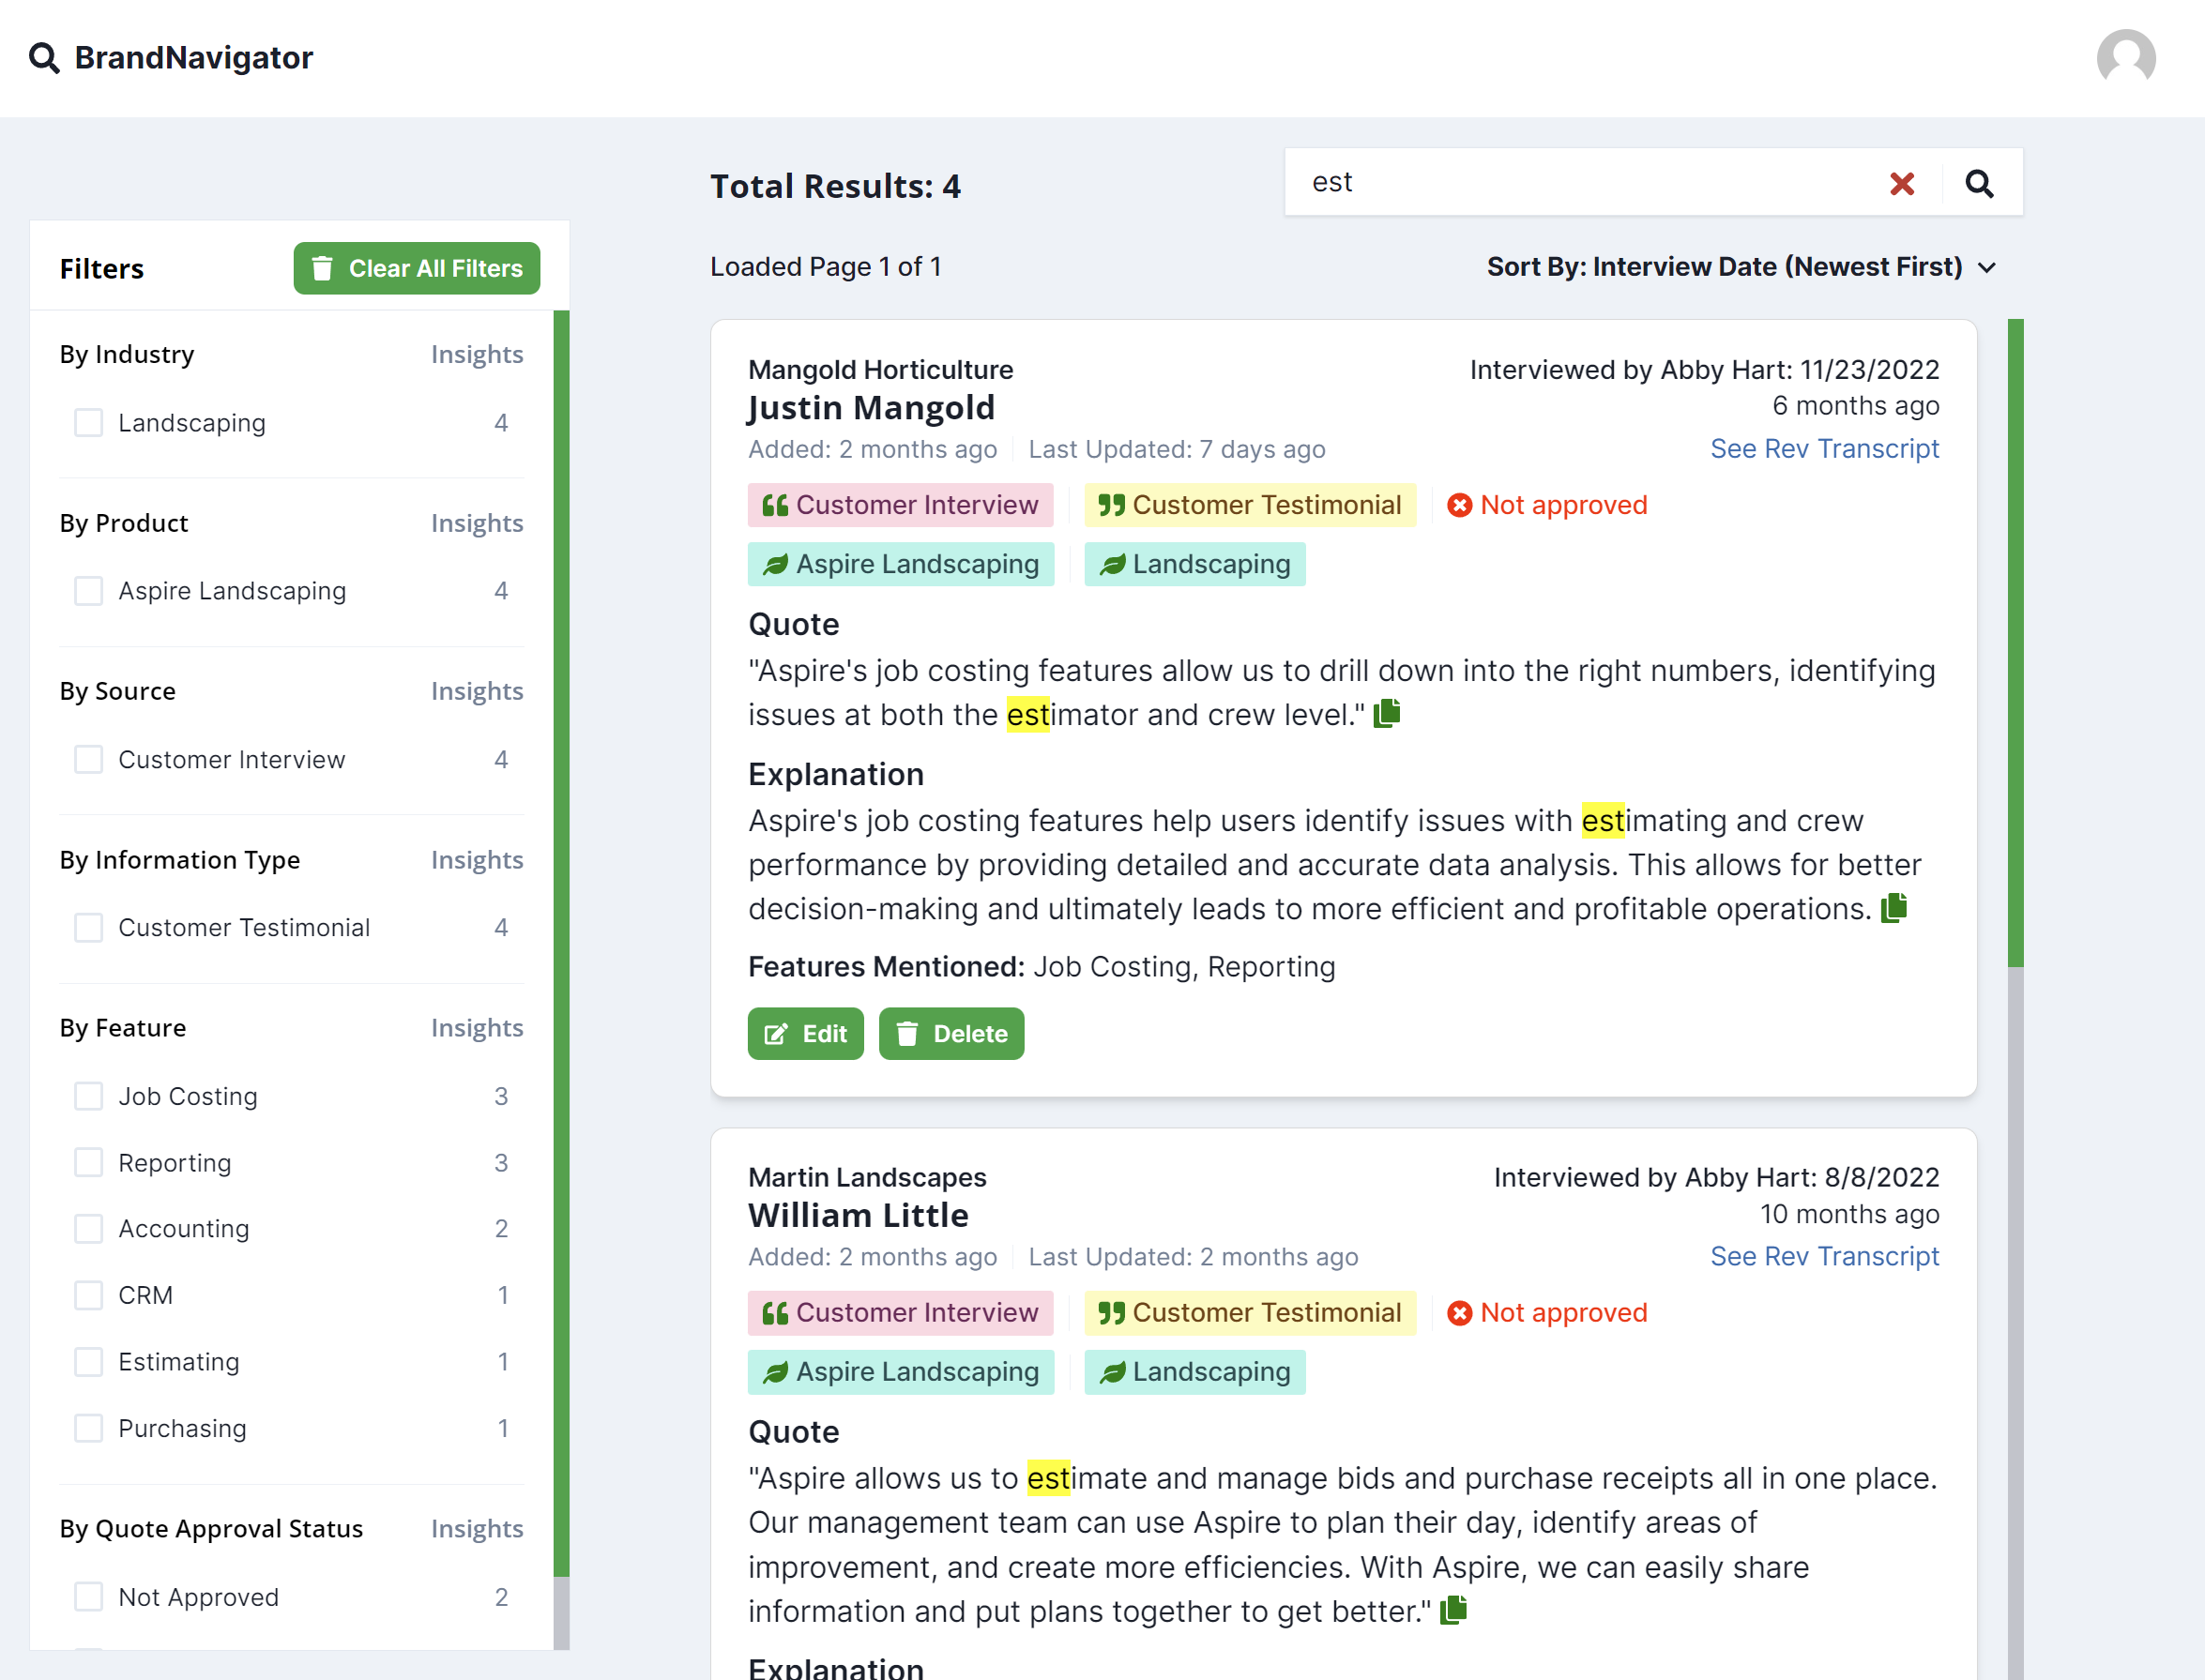 BrandNavigator
Total Results: 4
est
Filters
Clear All Filters
Loaded Page 1 of 1
Sort By: Interview Date (Newest First)
By Industry Insights
Landscaping 4
By Product Insights
Aspire Landscaping 4
By Source Insights
Customer Interview 4
By Information Type Insights
Customer Testimonial 4
By Feature Insights
Job Costing 3
Reporting 3
Accounting 2
CRM 1
Estimating 1
Purchasing 1
By Quote Approval Status Insights
Not Approved 2
Mangold Horticulture
Interviewed by Abby Hart: 11/23/2022
Justin Mangold
6 months ago
Added: 2 months ago Last Updated: 7 days ago
See Rev Transcript
Customer Interview Customer Testimonial Not approved
Aspire Landscaping Landscaping
Quote
"Aspire's job costing features allow us to drill down into the right numbers, identifying
issues at both the estimator and crew level."
Explanation
Aspire's job costing features help users identify issues with estimating and crew
performance by providing detailed and accurate data analysis. This allows for better
decision-making and ultimately leads to more efficient and profitable operations.
Features Mentioned: Job Costing, Reporting
Edit Delete
Martin Landscapes
Interviewed by Abby Hart: 8/8/2022
William Little
10 months ago
Added: 2 months ago Last Updated: 2 months ago
See Rev Transcript
Customer Interview Customer Testimonial Not approved
Aspire Landscaping Landscaping
Quote
"Aspire allows us to estimate and manage bids and purchase receipts all in one place.
Our management team can use Aspire to plan their day, identify areas of
improvement, and create more efficiencies. With Aspire, we can easily share
information and put plans together to get better."
Explanation